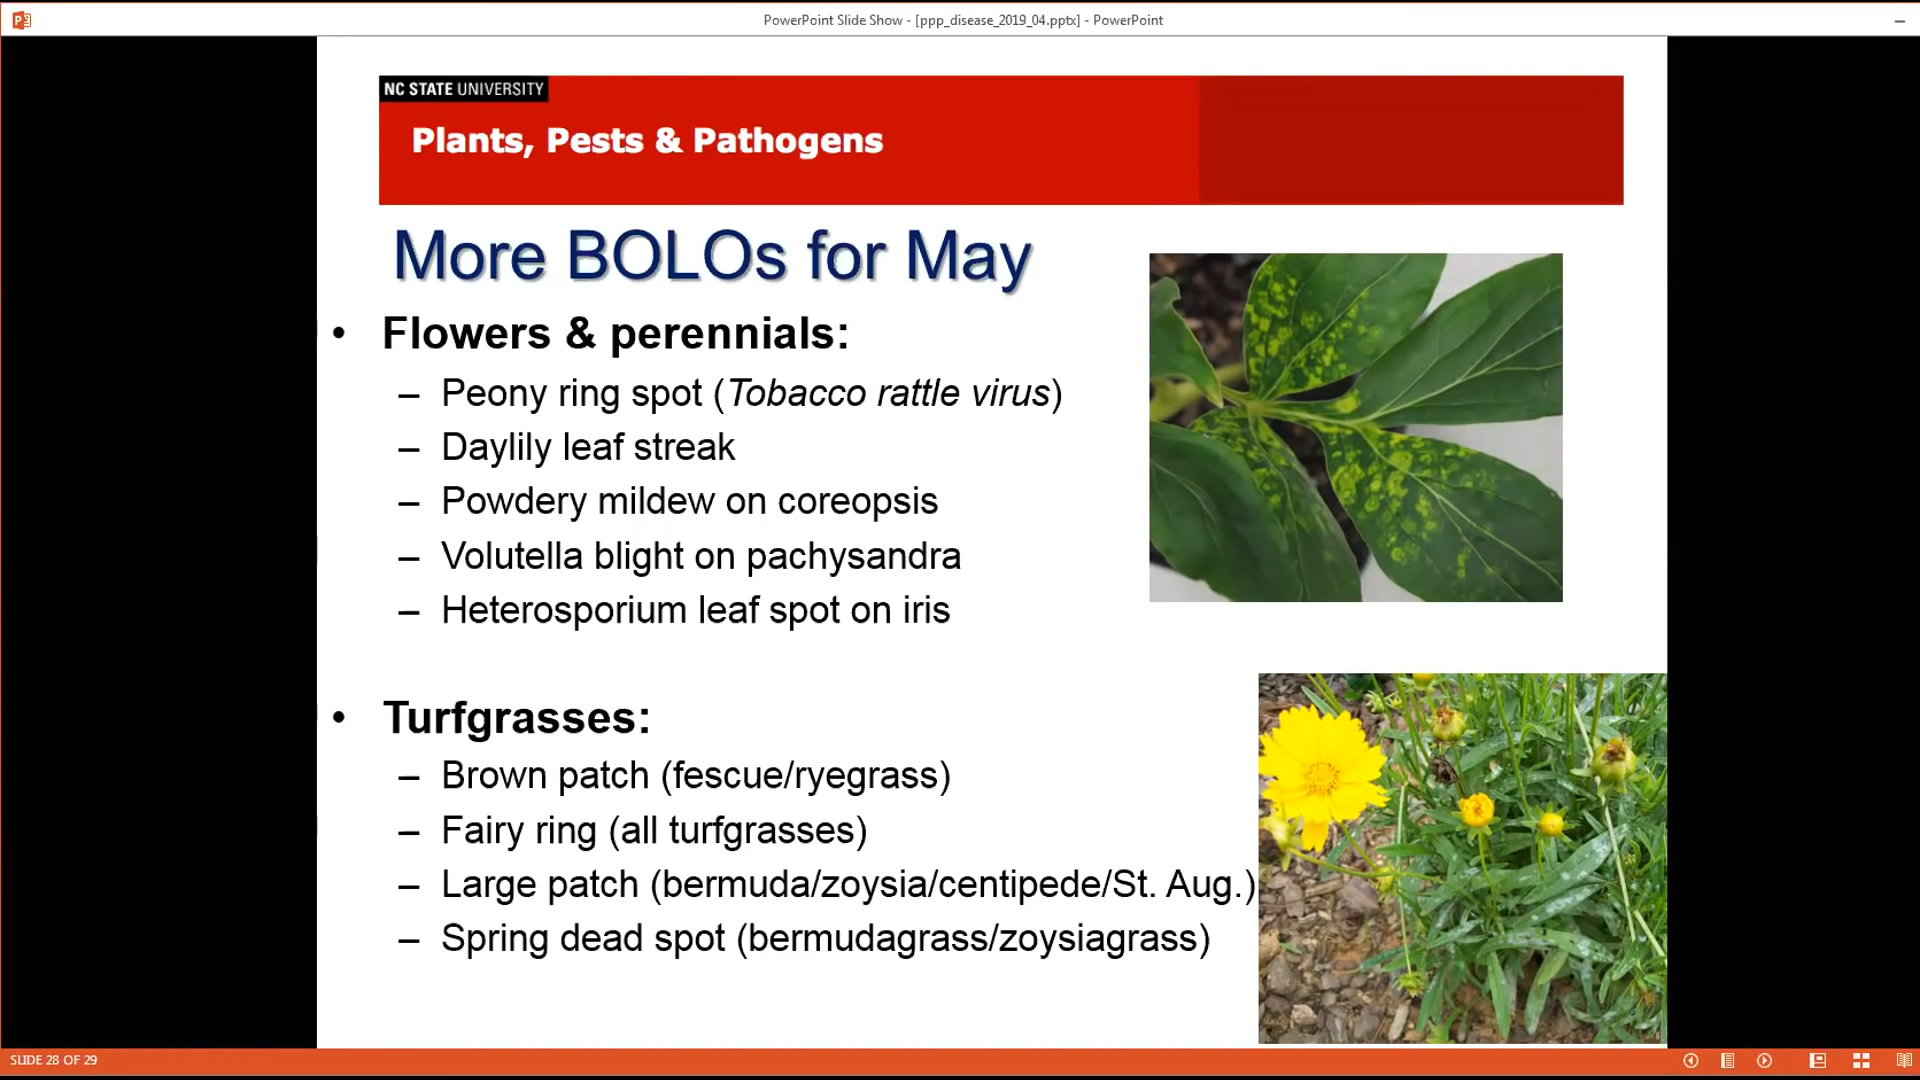 PowerPoint Slide Show - [ppp_disease_2019_04.pptx] - PowerPoint
NC STATE UNIVERSITY
Plants, Pests & Pathogens
More BOLOs for May
• Flowers & perennials:
– Peony ring spot (Tobacco rattle virus)
– Daylily leaf streak
– Powdery mildew on coreopsis
– Volutella blight on pachysandra
– Heterosporium leaf spot on iris
• Turfgrasses:
– Brown patch (fescue/ryegrass)
– Fairy ring (all turfgrasses)
– Large patch (bermuda/zoysia/centipede/St. Aug.)
– Spring dead spot (bermudagrass/zoysiagrass)
SLIDE 28 OF 29